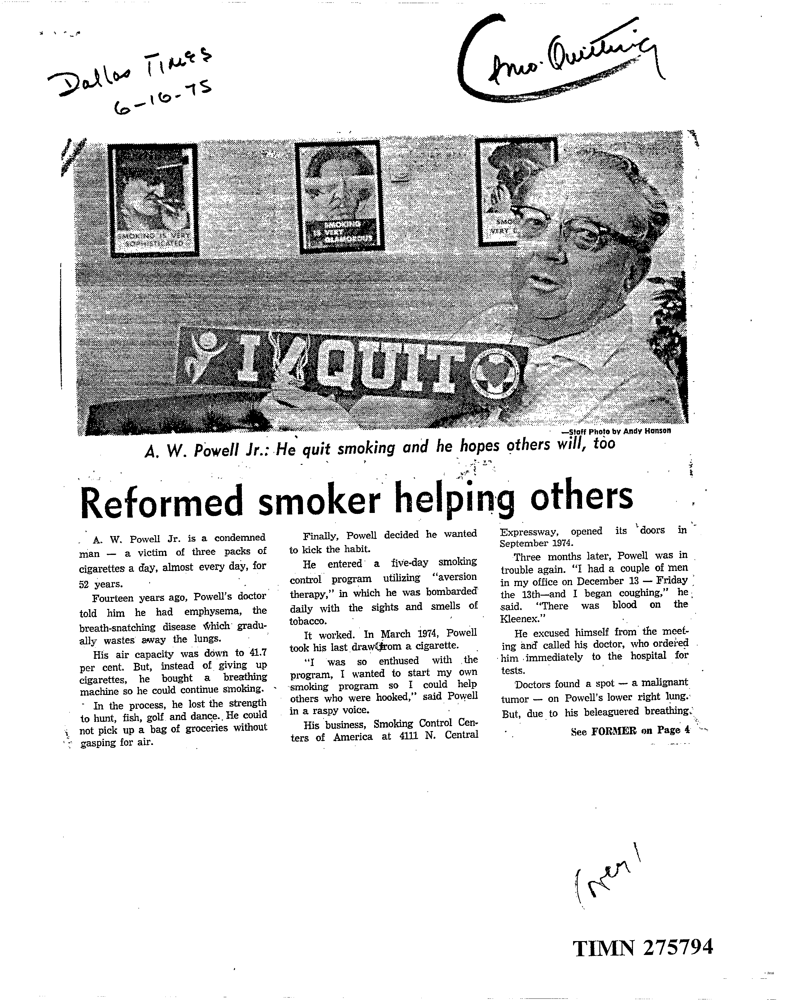 Dallas Times
6-16-75
Smo. Quitting
SMOKING IS VERY
SOPHISTICATED
SMOKING
IS VERY
GLAMOROUS
SMO
VERY
I QUIT
—Staff Photo by Andy Hanson
A. W. Powell Jr.: He quit smoking and he hopes others will, too
Reformed smoker helping others
A. W. Powell Jr. is a condemned
man — a victim of three packs of
cigarettes a day, almost every day, for
52 years.
Fourteen years ago, Powell's doctor
told him he had emphysema, the
breath-snatching disease which gradu-
ally wastes away the lungs.
His air capacity was down to 41.7
per cent. But, instead of giving up
cigarettes, he bought a breathing
machine so he could continue smoking.
In the process, he lost the strength
to hunt, fish, golf and dance. He could
not pick up a bag of groceries without
gasping for air.
Finally, Powell decided he wanted
to kick the habit.
He entered a five-day smoking
control program utilizing "aversion
therapy," in which he was bombarded
daily with the sights and smells of
tobacco.
It worked. In March 1974, Powell
took his last draw from a cigarette.
"I was so enthused with the
program, I wanted to start my own
smoking program so I could help
others who were hooked," said Powell
in a raspy voice.
His business, Smoking Control Cen-
ters of America at 4111 N. Central
Expressway, opened its doors in
September 1974.
Three months later, Powell was in
trouble again. "I had a couple of men
in my office on December 13 — Friday
the 13th—and I began coughing," he
said. "There was blood on the
Kleenex."
He excused himself from the meet-
ing and called his doctor, who ordered
him immediately to the hospital for
tests.
Doctors found a spot — a malignant
tumor — on Powell's lower right lung.
But, due to his beleaguered breathing.
See FORMER on Page 4
(over)
TIMN 275794